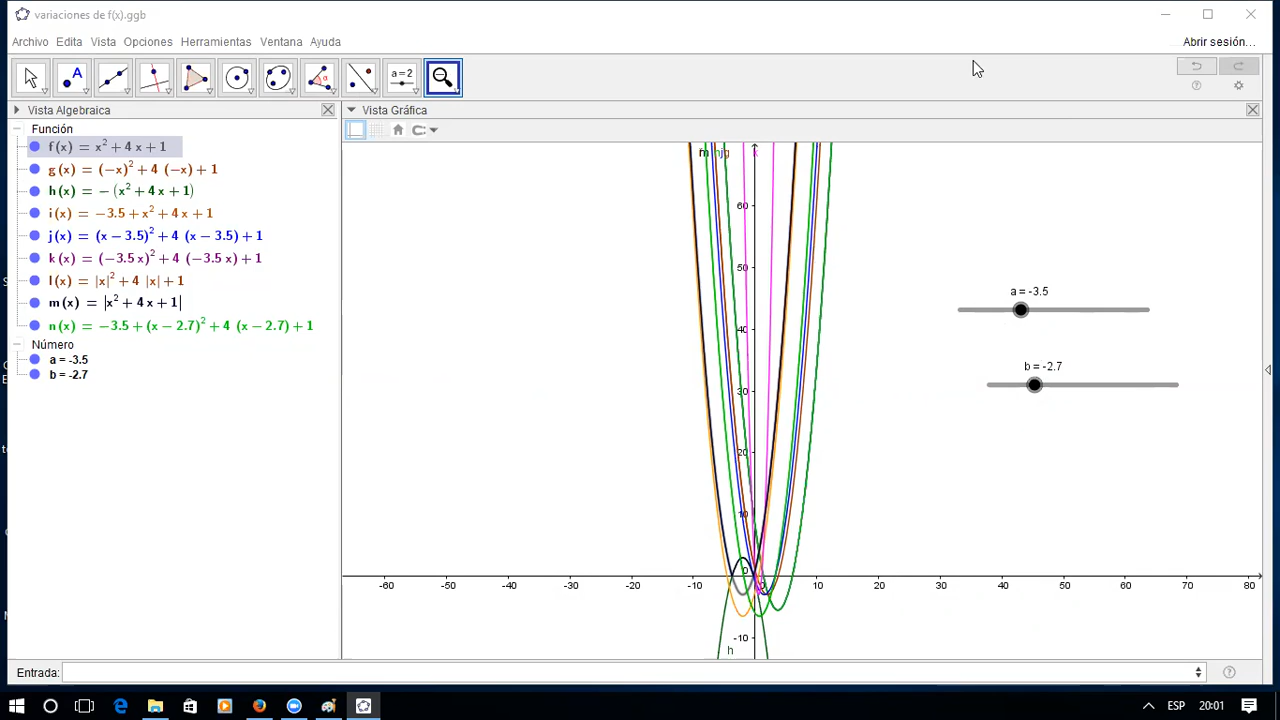 variaciones de f(x).ggb
Archivo Edita Vista Opciones Herramientas Ventana Ayuda
Abrir sesión...
A
α
a=2
Vista Algebraica
Vista Gráfica
Función
f(x) = x² + 4 x + 1
g(x) = (−x)² + 4 (−x) + 1
h(x) = − (x² + 4 x + 1)
i(x) = −3.5 + x² + 4 x + 1
j(x) = (x − 3.5)² + 4 (x − 3.5) + 1
k(x) = (−3.5 x)² + 4 (−3.5 x) + 1
l(x) = |x|² + 4 |x| + 1
m(x) = |x² + 4 x + 1|
n(x) = −3.5 + (x − 2.7)² + 4 (x − 2.7) + 1
Número
a = -3.5
b = -2.7
k
60
50
40
30
20
10
0
-10
h
-60 -50 -40 -30 -20 -10 0 10 20 30 40 50 60 70 80
a = -3.5
b = -2.7
Entrada:
ESP 20:01